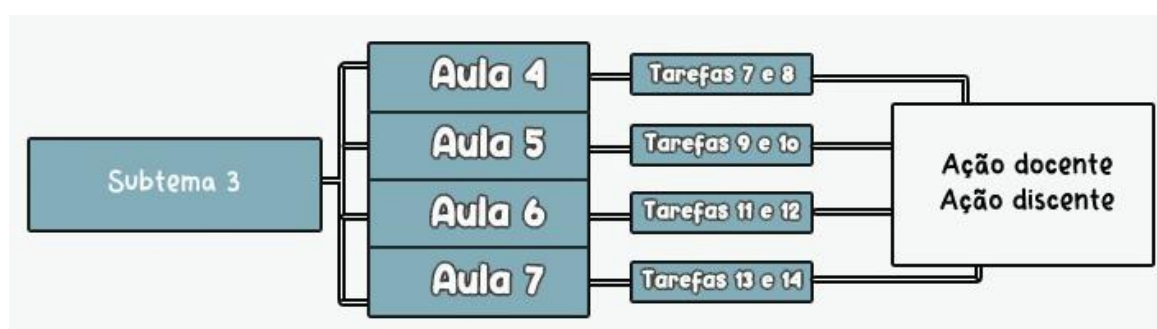 Subtema 3
Aula 4
Tarefas 7 e 8
Aula 5
Tarefas 9 e 10
Aula 6
Tarefas 11 e 12
Aula 7
Tarefas 13 e 14
Ação docente
Ação discente